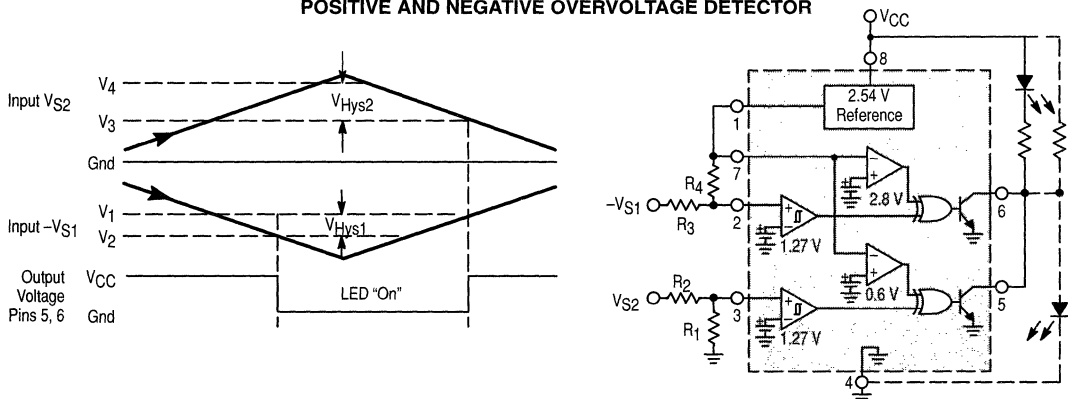 POSITIVE AND NEGATIVE OVERVOLTAGE DETECTOR
Input VS2
V4
V3
VHys2
Gnd
Input –VS1
V1
V2
VHys1
Output
Voltage
Pins 5, 6
VCC
Gnd
LED “On”
VCC
8
2.54 V
Reference
1
7
R4
–VS1
R3
2
+
–
1.27 V
–
+
2.8 V
6
–
+
0.6 V
5
VS2
R2
R1
3
+
–
1.27 V
4